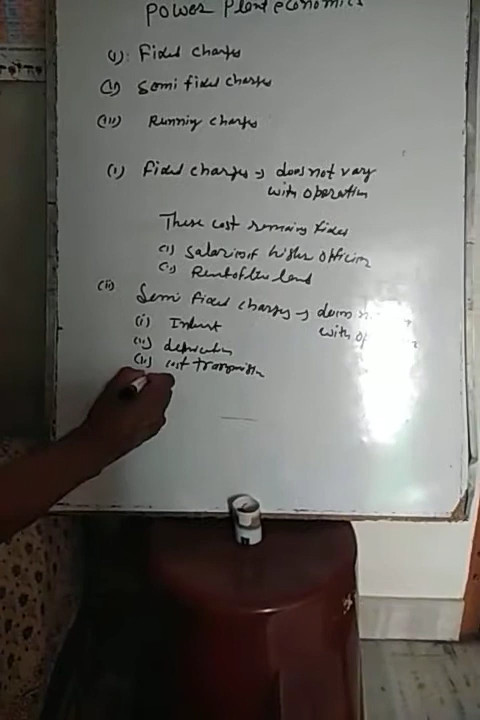 Power Plant economics
(i): Fixed charges
(ii) Semi fixed charges
(iii) Running charges
(i) Fixed charges → does not vary
with operation
These cost remaining fixed
(i) Salaries of higher officers
(ii) Rent of the land
(ii) Semi fixed charges → does
with
(i) Interest
(ii) depreciation
(iii) cost transmission